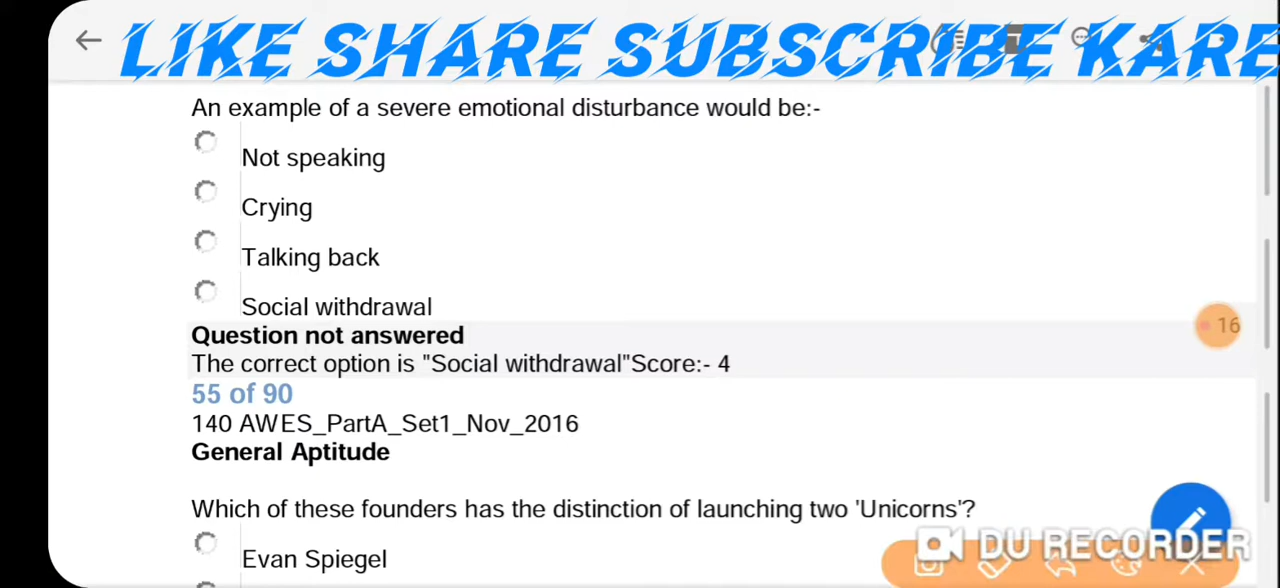 LIKE SHARE SUBSCRIBE KARE
An example of a severe emotional disturbance would be:-
Not speaking
Crying
Talking back
Social withdrawal
Question not answered
The correct option is "Social withdrawal"Score:- 4
16
55 of 90
140 AWES_PartA_Set1_Nov_2016
General Aptitude
Which of these founders has the distinction of launching two 'Unicorns'?
Evan Spiegel
DU RECORDER